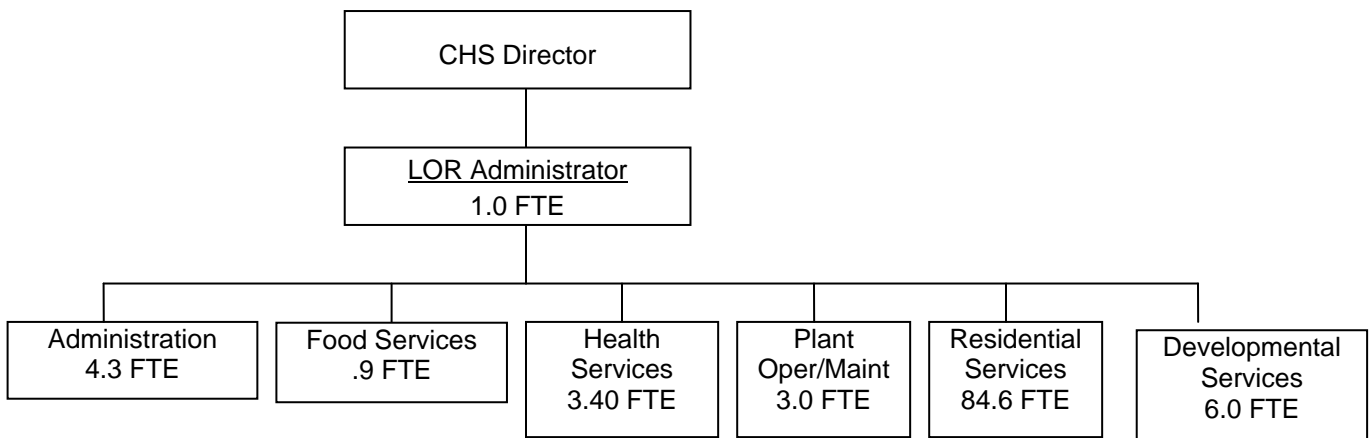 CHS Director
LOR Administrator
1.0 FTE
Administration
4.3 FTE
Food Services
.9 FTE
Health
Services
3.40 FTE
Plant
Oper/Maint
3.0 FTE
Residential
Services
84.6 FTE
Developmental
Services
6.0 FTE